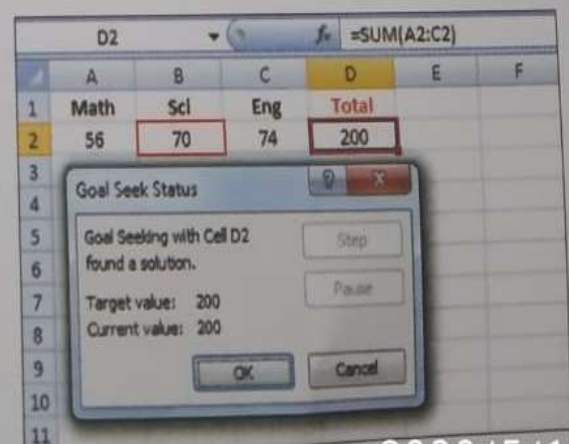 D2 fx =SUM(A2:C2)
A B C D E F
1 Math Sci Eng Total
2 56 70 74 200
3
4
5
6
7
8
9
10
11
Goal Seek Status
Goal Seeking with Cell D2
found a solution.
Step
Pause
Target value: 200
Current value: 200
OK Cancel